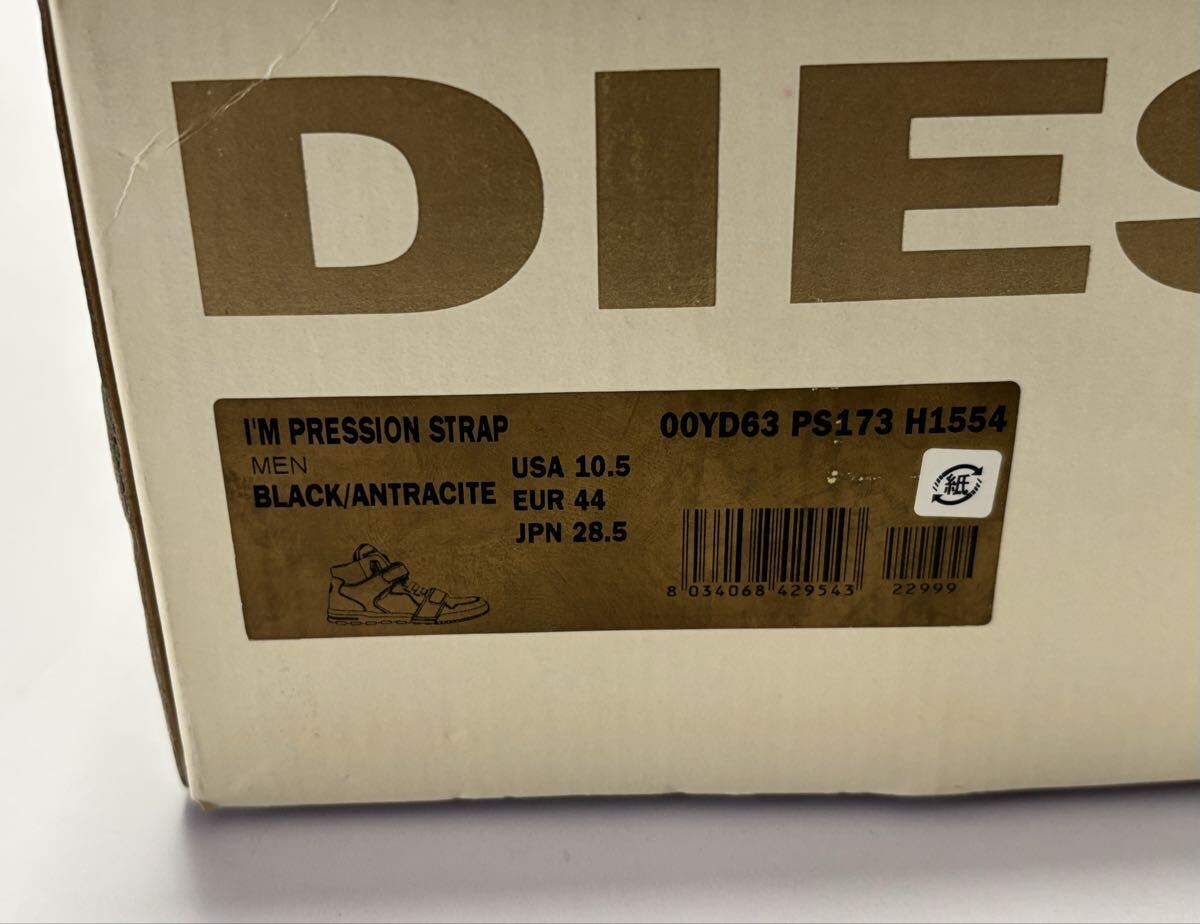 DIES
I'M PRESSION STRAP
MEN
BLACK/ANTRACITE
USA 10.5
EUR 44
JPN 28.5
00YD63 PS173 H1554
紙
8 034068 429543
22999